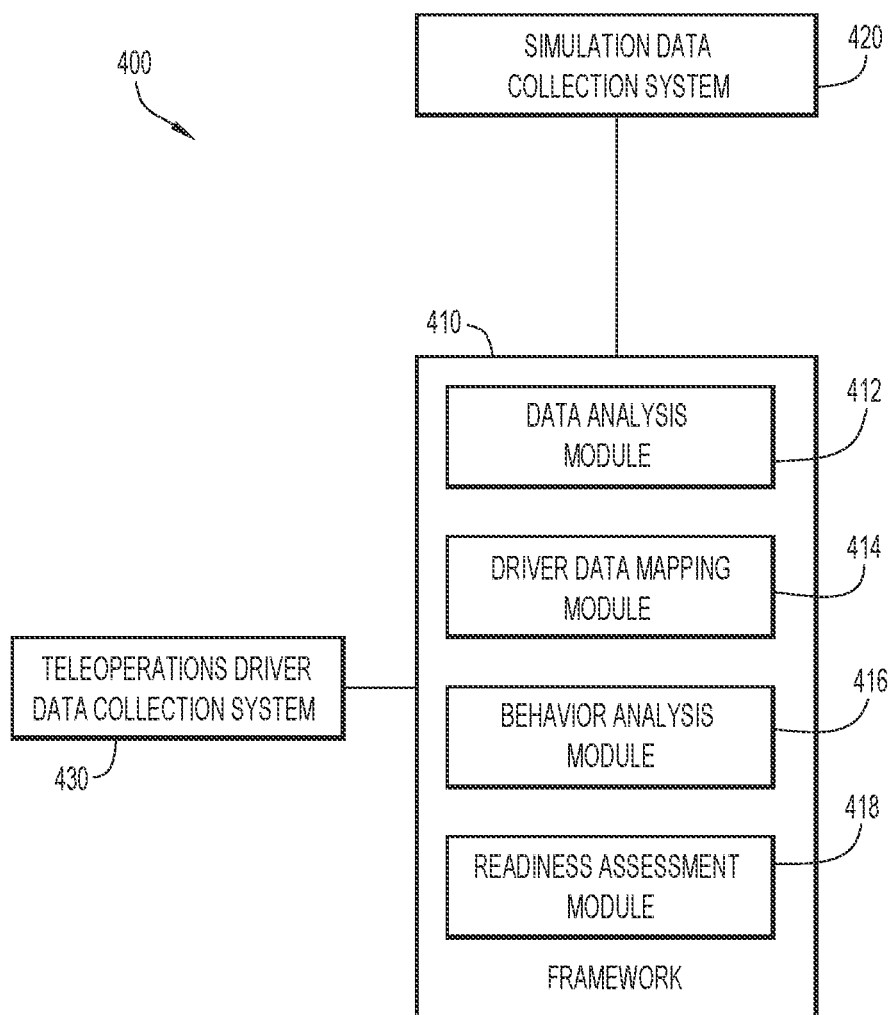 400
SIMULATION DATA
COLLECTION SYSTEM
420
410
DATA ANALYSIS
MODULE
412
DRIVER DATA MAPPING
MODULE
414
TELEOPERATIONS DRIVER
DATA COLLECTION SYSTEM
430
BEHAVIOR ANALYSIS
MODULE
416
READINESS ASSESSMENT
MODULE
418
FRAMEWORK